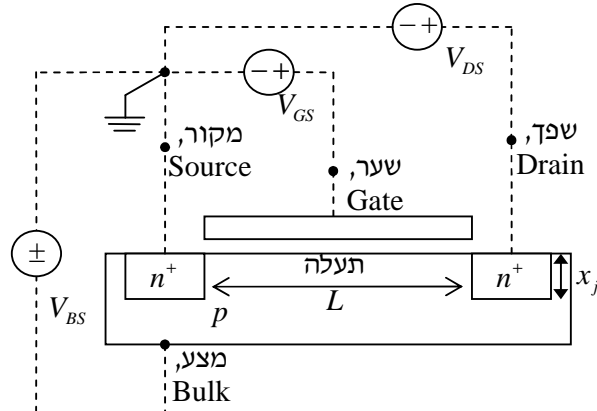 − +
V_DS
− +
V_GS
מקור,
Source
שער,
Gate
שפך,
Drain
±
V_BS
n⁺
תעלה
n⁺
x_j
p
L
מצע,
Bulk